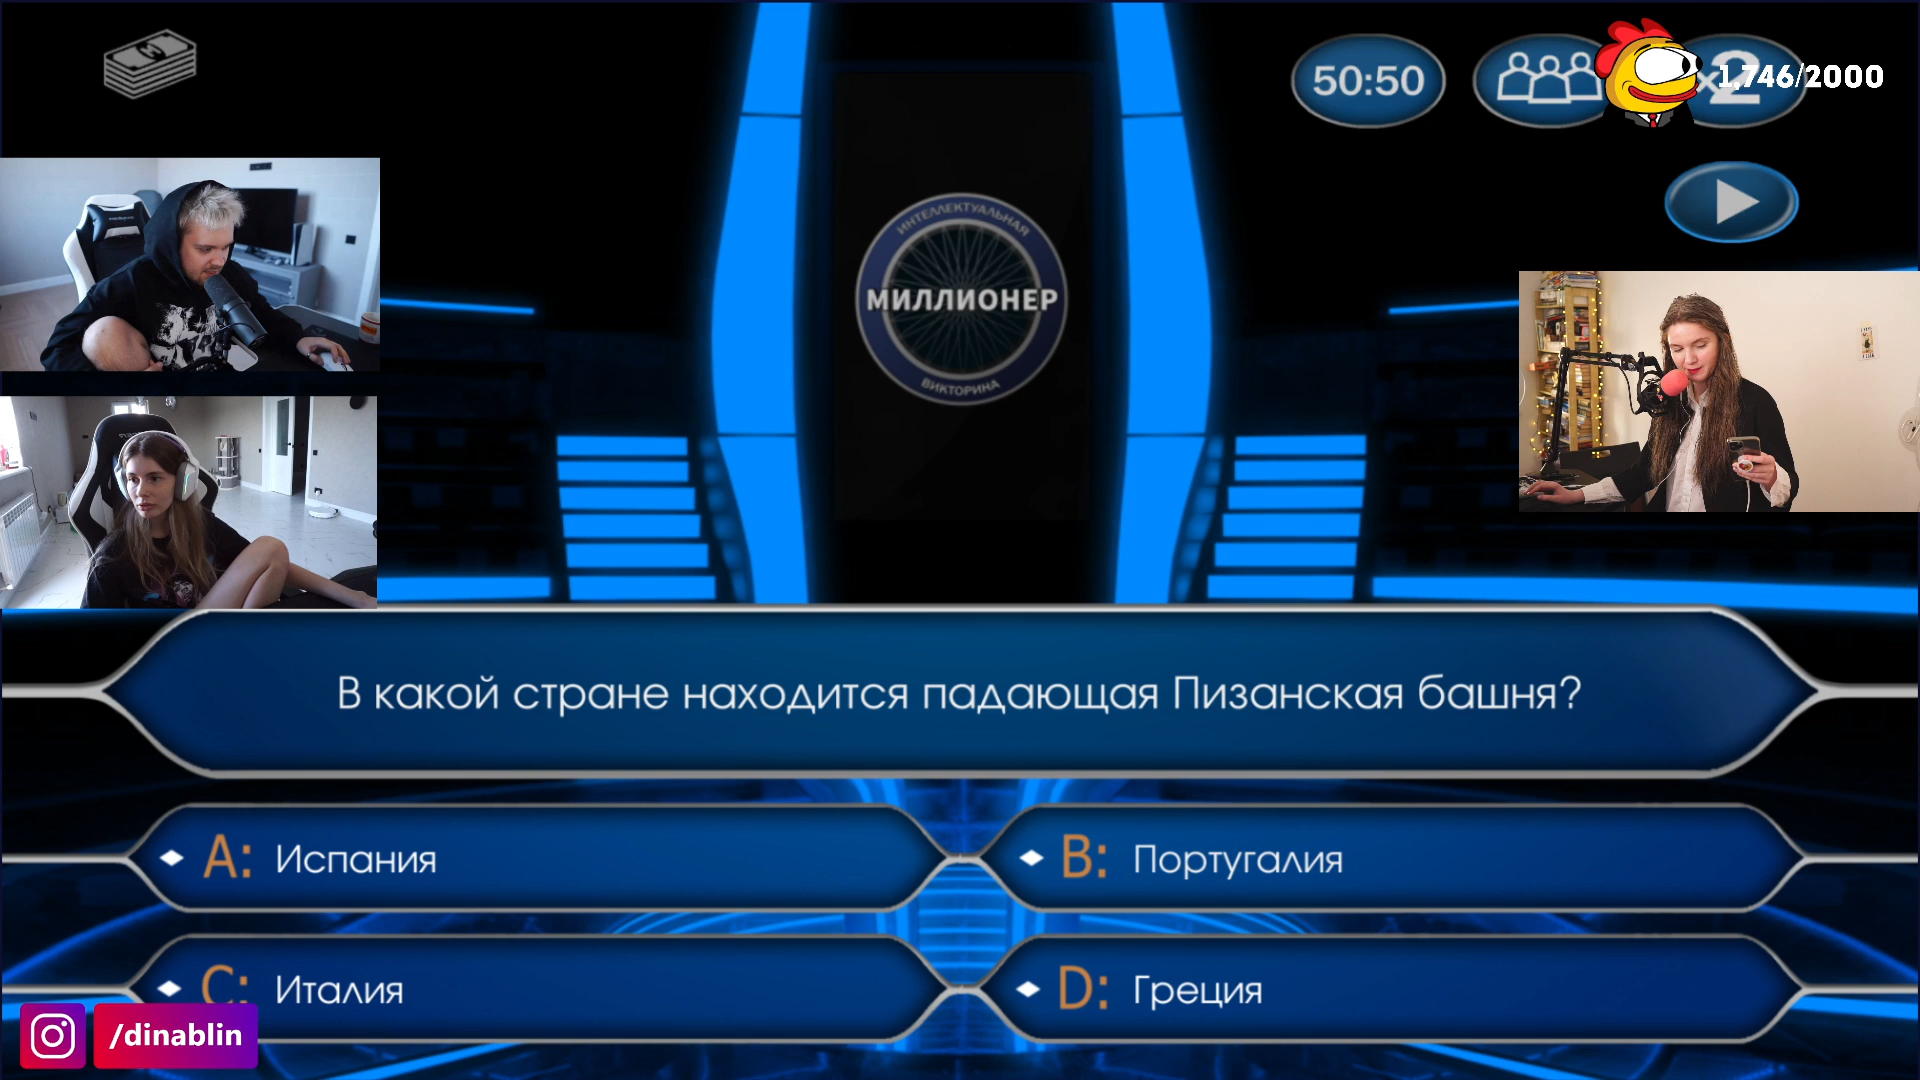 50:50
x2
1,746/2000
ИНТЕЛЛЕКТУАЛЬНАЯ
МИЛЛИОНЕР
ВИКТОРИНА
В какой стране находится падающая Пизанская башня?
A: Испания
B: Португалия
C: Италия
D: Греция
/dinablin